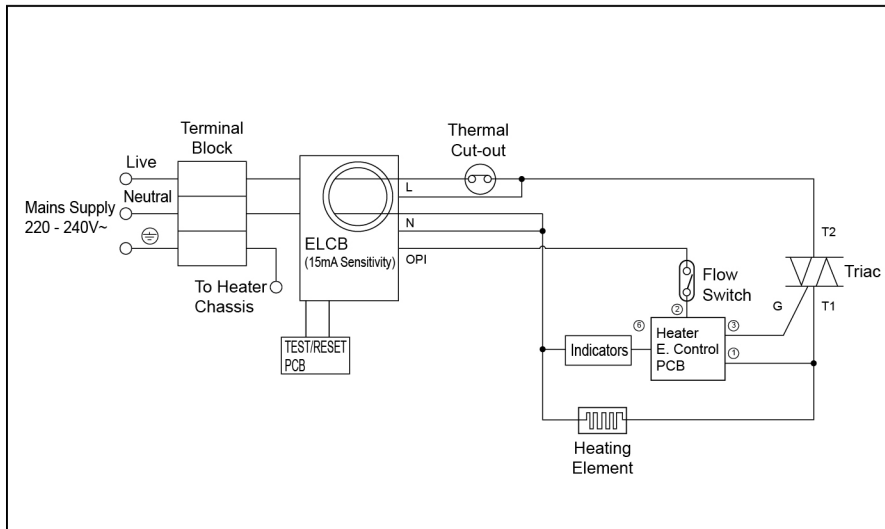 Terminal
Block
Thermal
Cut-out
Live
L
Neutral
Mains Supply
220 - 240V~
N
T2
ELCB
(15mA Sensitivity)
OPI
Flow
Switch
Triac
To Heater
Chassis
G
T1
②
⑥
③
Heater
E. Control
PCB
①
Indicators
TEST/RESET
PCB
Heating
Element